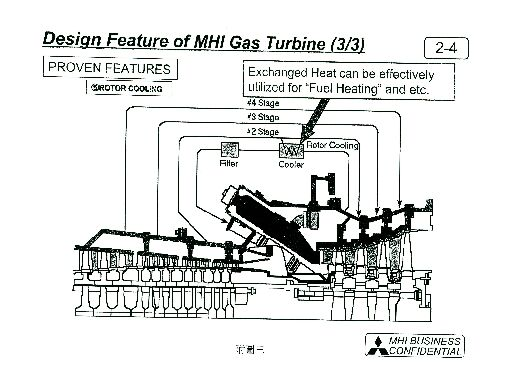 Design Feature of MHI Gas Turbine (3/3)
2-4
PROVEN FEATURES
Exchanged Heat can be effectively
utilized for "Fuel Heating" and etc.
ROTOR COOLING
#4 Stage
#3 Stage
#2 Stage
Rotor Cooling
Filter
Cooler
MHI BUSINESS
CONFIDENTIAL